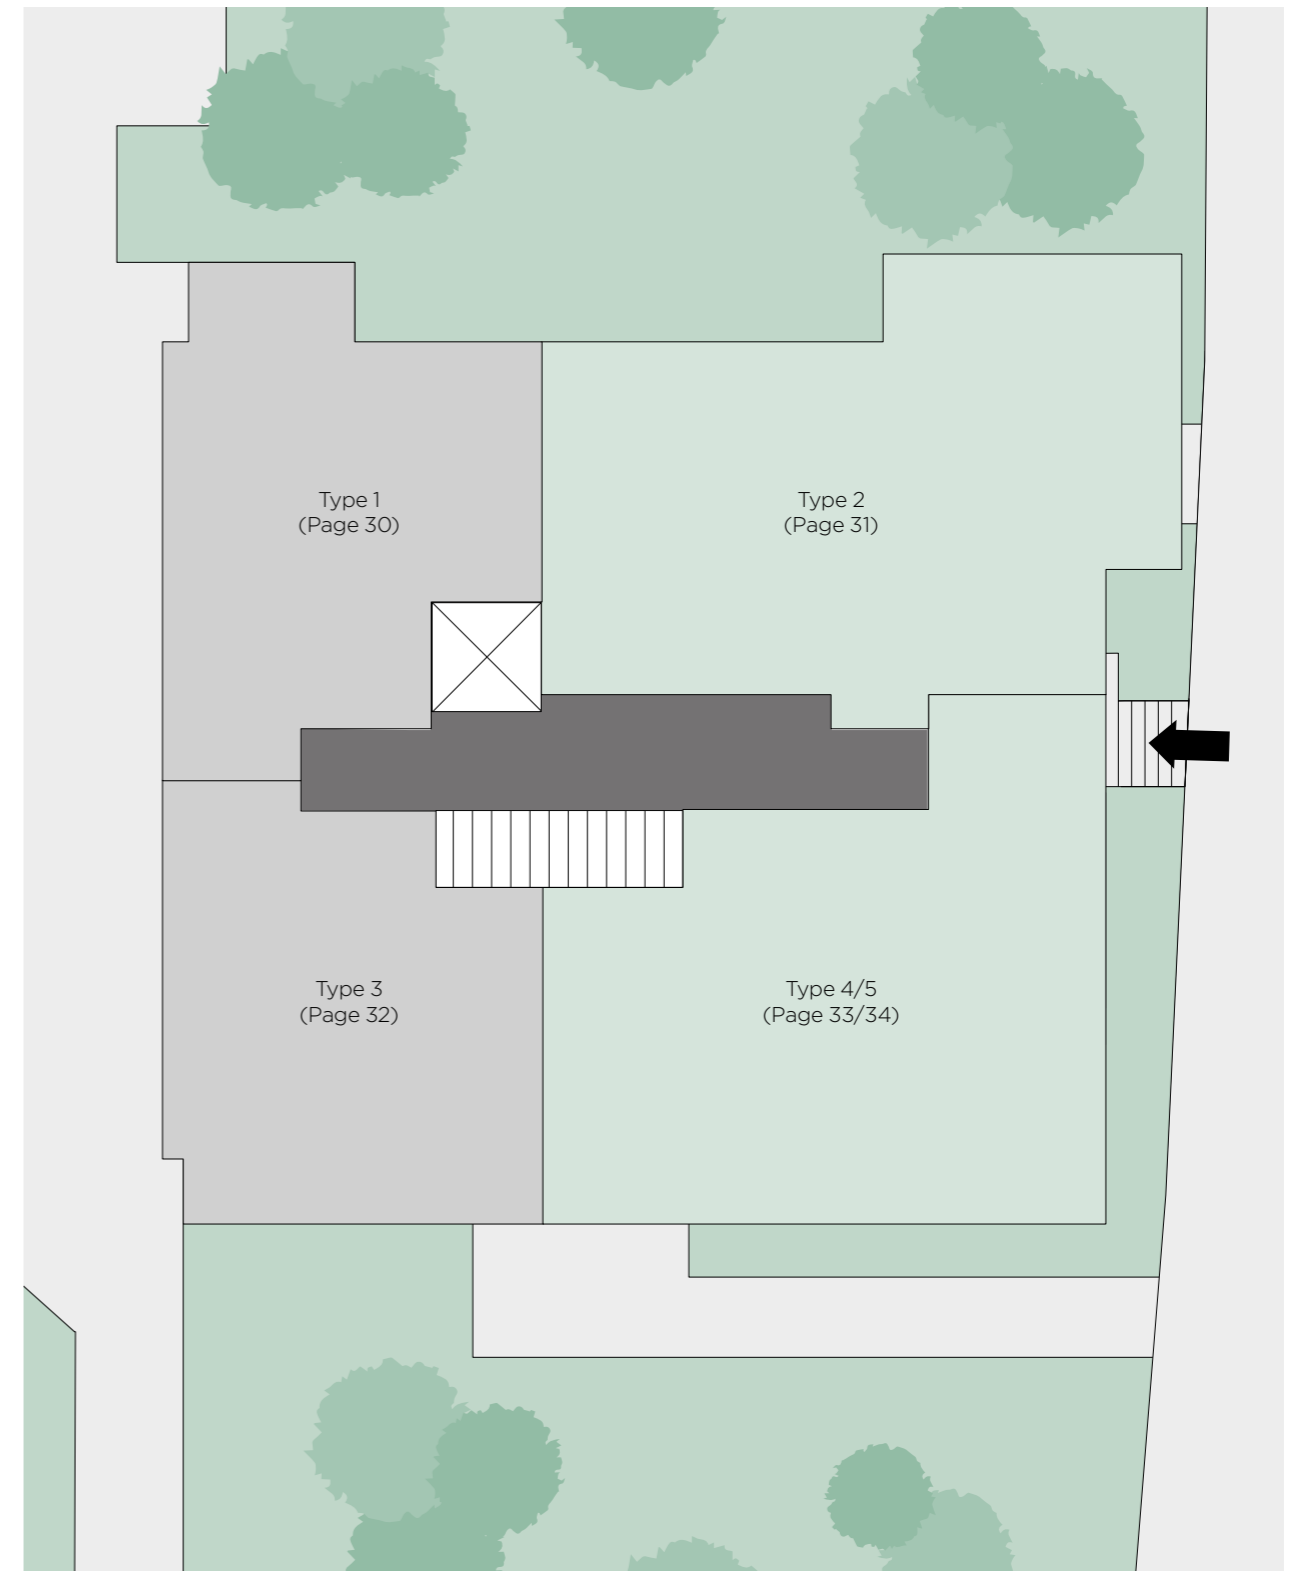 Type 1
(Page 30)
Type 2
(Page 31)
Type 3
(Page 32)
Type 4/5
(Page 33/34)